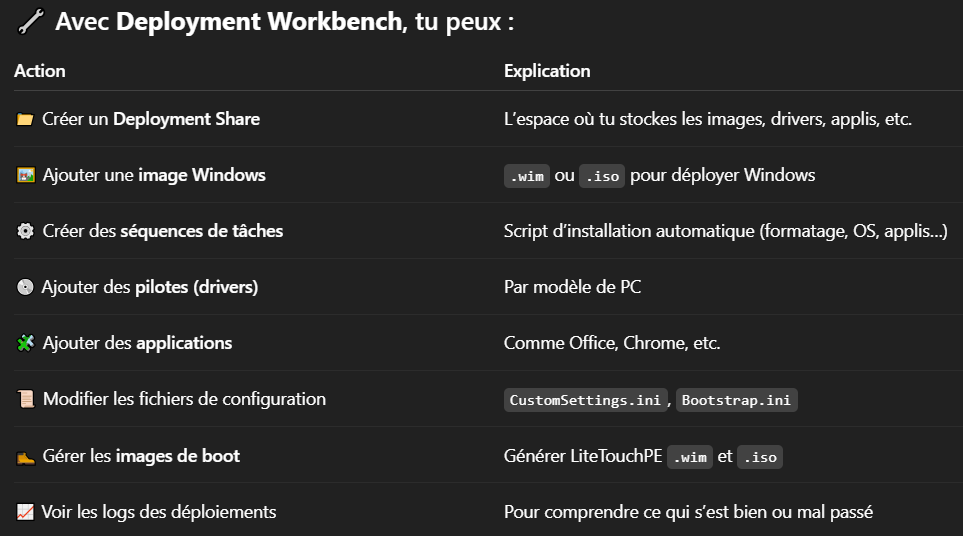 🔧 Avec Deployment Workbench, tu peux :
Action Explication
📁 Créer un Deployment Share L’espace où tu stockes les images, drivers, applis, etc.
🖼️ Ajouter une image Windows .wim ou .iso pour déployer Windows
⚙️ Créer des séquences de tâches Script d’installation automatique (formatage, OS, applis…)
💿 Ajouter des pilotes (drivers) Par modèle de PC
🧩 Ajouter des applications Comme Office, Chrome, etc.
📜 Modifier les fichiers de configuration CustomSettings.ini, Bootstrap.ini
🥾 Gérer les images de boot Générer LiteTouchPE .wim et .iso
📈 Voir les logs des déploiements Pour comprendre ce qui s’est bien ou mal passé